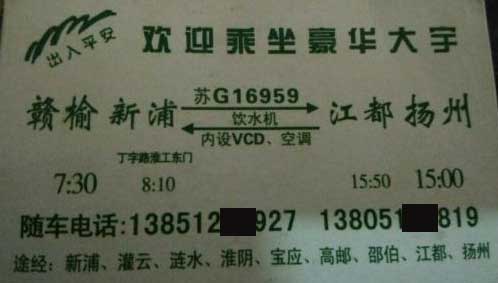 出入平安
欢迎乘坐豪华大宇
苏G16959
赣榆 新浦 饮水机 江都 扬州
内设VCD、空调
丁字路淮工东门
7:30 8:10 15:50 15:00
随车电话:13851 927 138051 819
途经:新浦、灌云、涟水、淮阴、宝应、高邮、邵伯、江都、扬州